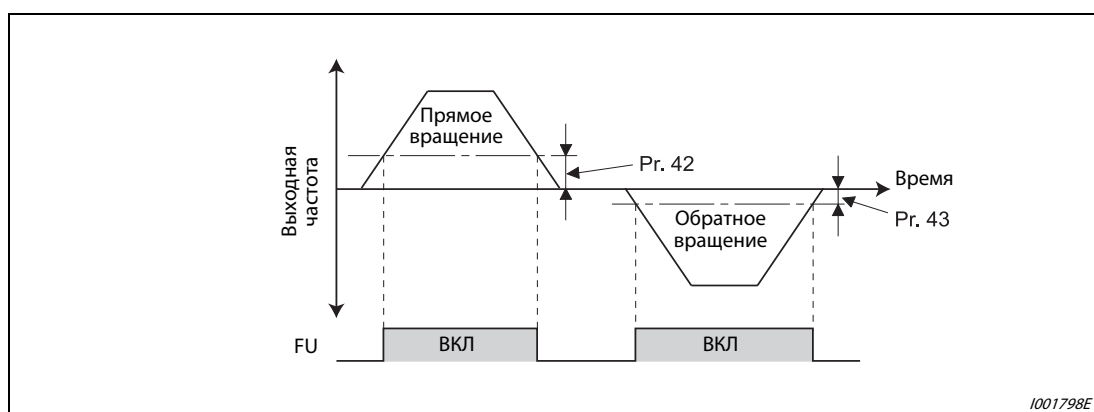 Выходная
частота
Прямое
вращение
Pr. 42
Время
Обратное
вращение
Pr. 43
FU
ВКЛ
ВКЛ
I001798E